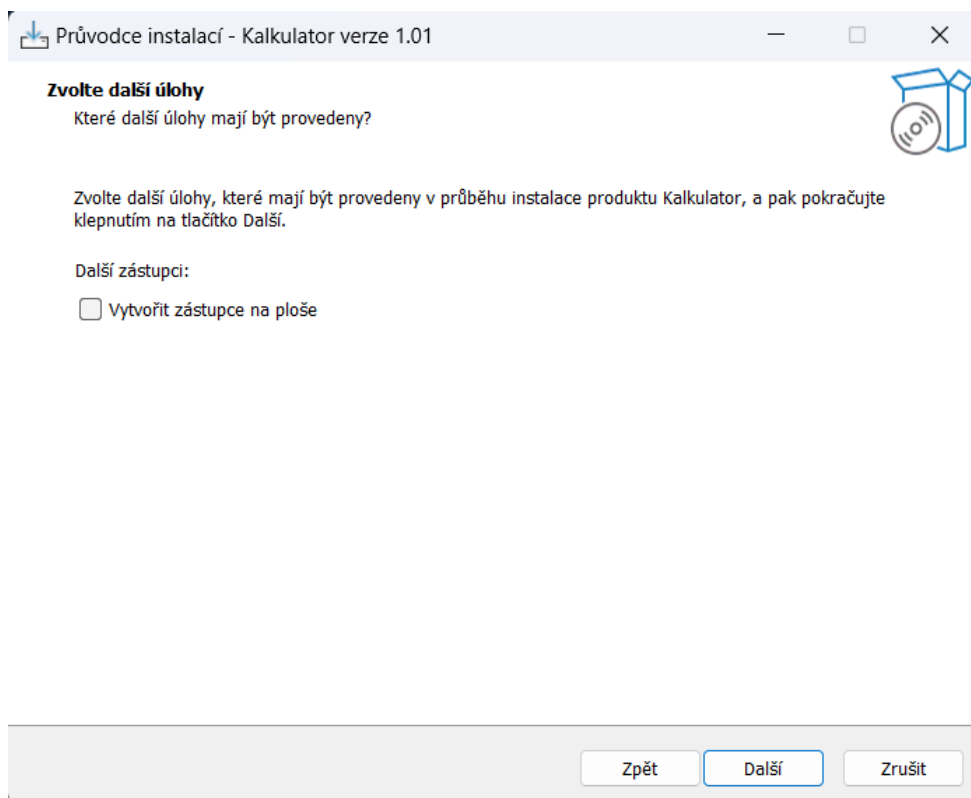 Průvodce instalací - Kalkulator verze 1.01
Zvolte další úlohy
Které další úlohy mají být provedeny?
Zvolte další úlohy, které mají být provedeny v průběhu instalace produktu Kalkulator, a pak pokračujte
klepnutím na tlačítko Další.
Další zástupci:
Vytvořit zástupce na ploše
Zpět
Další
Zrušit